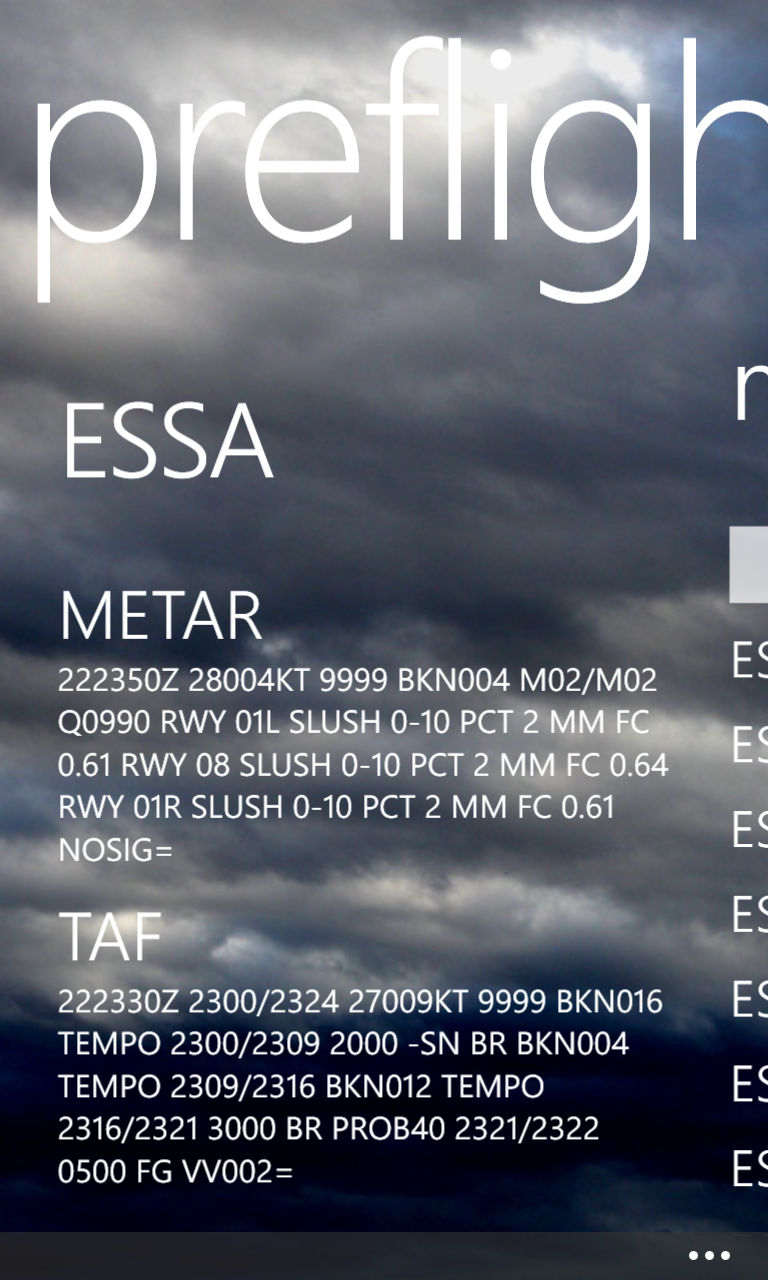 prefligh
ESSA
METAR
222350Z 28004KT 9999 BKN004 M02/M02
Q0990 RWY 01L SLUSH 0-10 PCT 2 MM FC
0.61 RWY 08 SLUSH 0-10 PCT 2 MM FC 0.64
RWY 01R SLUSH 0-10 PCT 2 MM FC 0.61
NOSIG=
TAF
222330Z 2300/2324 27009KT 9999 BKN016
TEMPO 2300/2309 2000 -SN BR BKN004
TEMPO 2309/2316 BKN012 TEMPO
2316/2321 3000 BR PROB40 2321/2322
0500 FG VV002=
ES
ES
ES
ES
ES
ES
ES